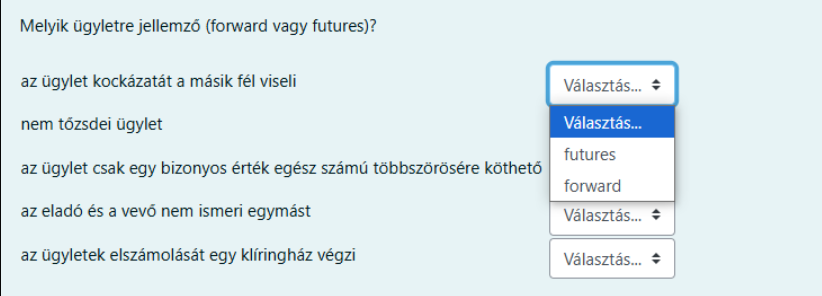 Melyik ügyletre jellemző (forward vagy futures)?
az ügylet kockázatát a másik fél viseli
Választás...
Választás...
futures
forward
nem tőzsdei ügylet
az ügylet csak egy bizonyos érték egész számú többszörösére köthető
az eladó és a vevő nem ismeri egymást
Választás...
az ügyletek elszámolását egy klíringház végzi
Választás...